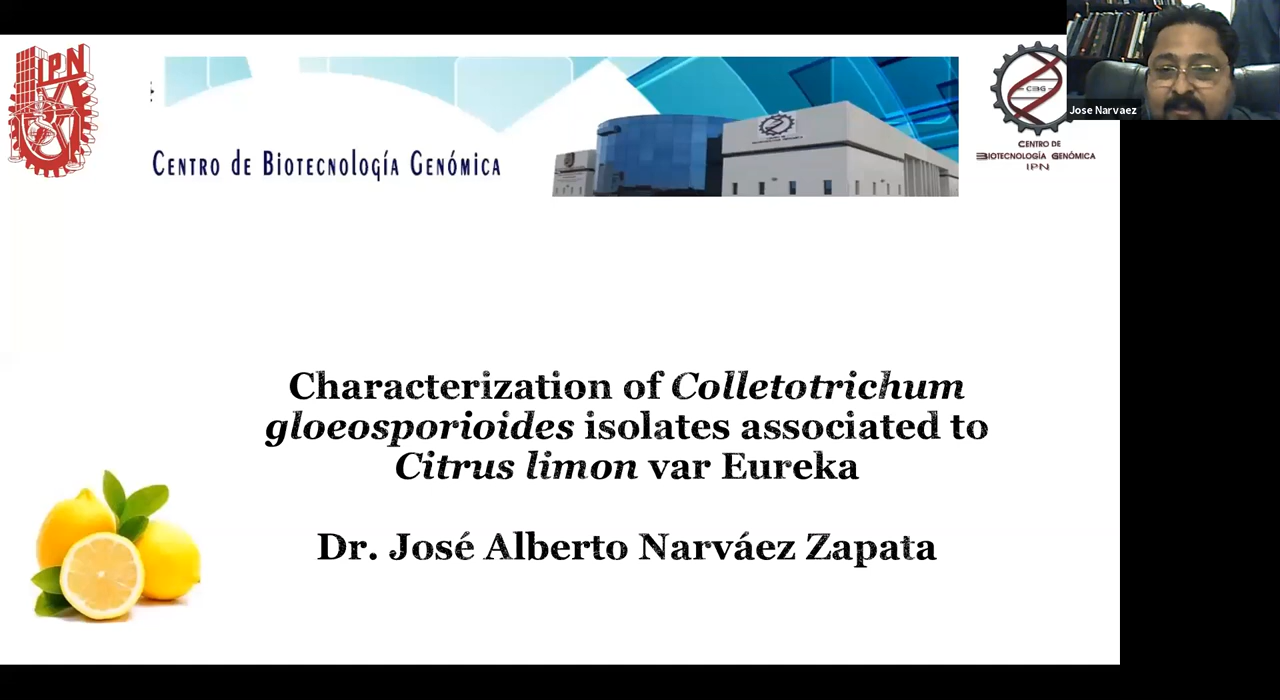 IPN
CENTRO DE BIOTECNOLOGÍA GENÓMICA
CBG
CENTRO DE
BIOTECNOLOGÍA GENÓMICA
IPN
Jose Narvaez
Characterization of Colletotrichum
gloeosporioides isolates associated to
Citrus limon var Eureka
Dr. José Alberto Narváez Zapata